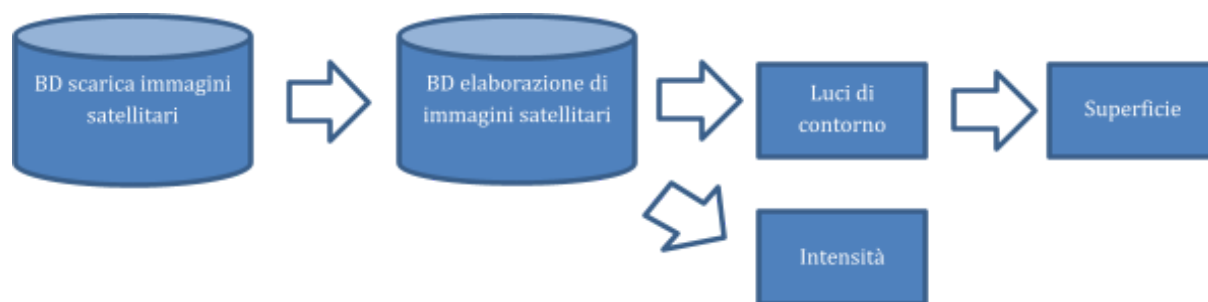 BD scarica immagini
satellitari
BD elaborazione di
immagini satellitari
Luci di
contorno
Superficie
Intensità